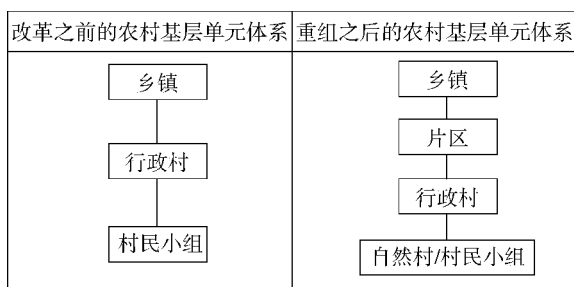 改革之前的农村基层单元体系
乡镇
行政村
村民小组
重组之后的农村基层单元体系
乡镇
片区
行政村
自然村/村民小组